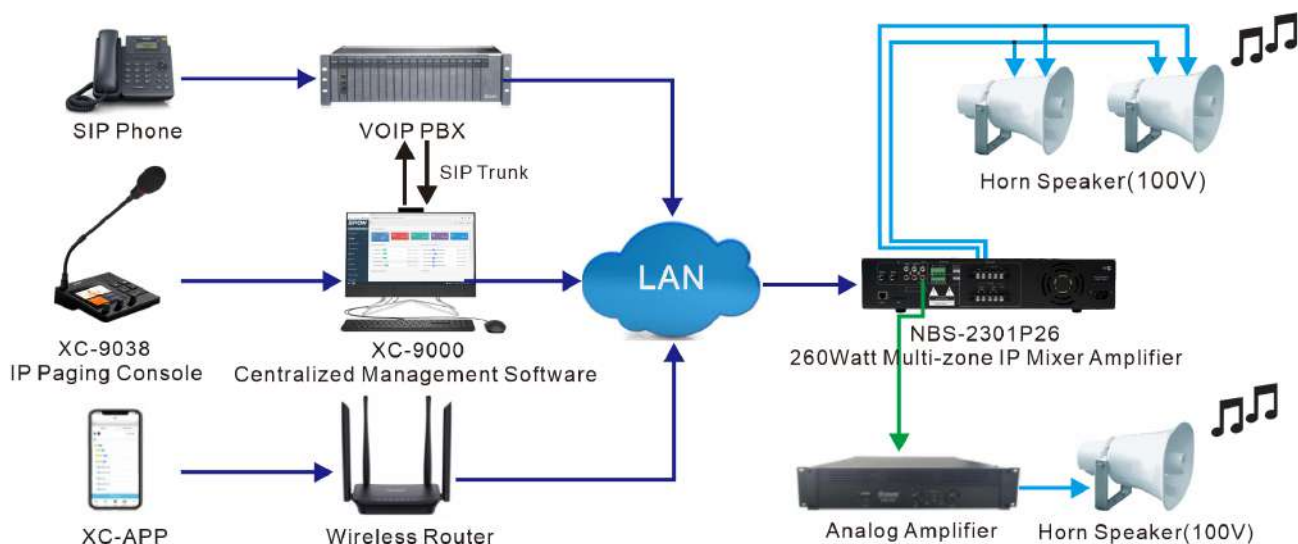 SIP Phone
VOIP PBX
SIP Trunk
Horn Speaker(100V)
LAN
XC-9038
IP Paging Console
XC-9000
Centralized Management Software
NBS-2301P26
260Watt Multi-zone IP Mixer Amplifier
XC-APP
Wireless Router
Analog Amplifier
Horn Speaker(100V)